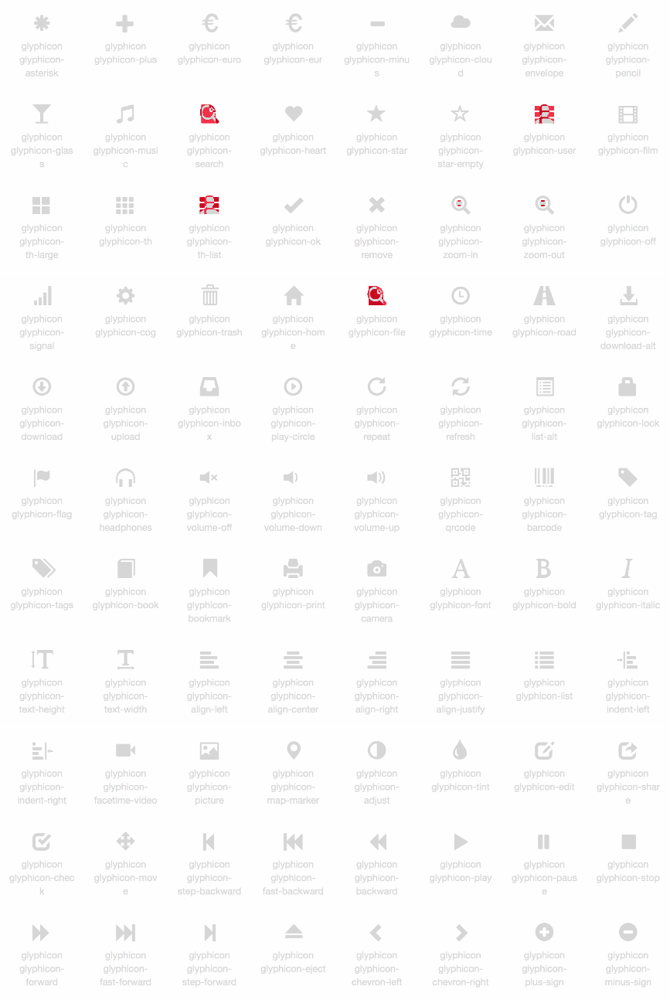 glyphicon
glyphicon-
asterisk
glyphicon
glyphicon-plus
glyphicon
glyphicon-euro
glyphicon
glyphicon-eur
glyphicon
glyphicon-minu
s
glyphicon
glyphicon-clou
d
glyphicon
glyphicon-
envelope
glyphicon
glyphicon-
pencil
glyphicon
glyphicon-glas
s
glyphicon
glyphicon-musi
c
glyphicon
glyphicon-
search
glyphicon
glyphicon-heart
glyphicon
glyphicon-star
glyphicon
glyphicon-
star-empty
glyphicon
glyphicon-user
glyphicon
glyphicon-film
glyphicon
glyphicon-
th-large
glyphicon
glyphicon-th
glyphicon
glyphicon-
th-list
glyphicon
glyphicon-ok
glyphicon
glyphicon-
remove
glyphicon
glyphicon-
zoom-in
glyphicon
glyphicon-
zoom-out
glyphicon
glyphicon-off
glyphicon
glyphicon-
signal
glyphicon
glyphicon-cog
glyphicon
glyphicon-trash
glyphicon
glyphicon-hom
e
glyphicon
glyphicon-file
glyphicon
glyphicon-time
glyphicon
glyphicon-road
glyphicon
glyphicon-
download-alt
glyphicon
glyphicon-
download
glyphicon
glyphicon-
upload
glyphicon
glyphicon-inbo
x
glyphicon
glyphicon-
play-circle
glyphicon
glyphicon-
repeat
glyphicon
glyphicon-
refresh
glyphicon
glyphicon-
list-alt
glyphicon
glyphicon-lock
glyphicon
glyphicon-flag
glyphicon
glyphicon-
headphones
glyphicon
glyphicon-
volume-off
glyphicon
glyphicon-
volume-down
glyphicon
glyphicon-
volume-up
glyphicon
glyphicon-
qrcode
glyphicon
glyphicon-
barcode
glyphicon
glyphicon-tag
glyphicon
glyphicon-tags
glyphicon
glyphicon-book
glyphicon
glyphicon-
bookmark
glyphicon
glyphicon-print
glyphicon
glyphicon-
camera
glyphicon
glyphicon-font
glyphicon
glyphicon-bold
glyphicon
glyphicon-italic
glyphicon
glyphicon-
text-height
glyphicon
glyphicon-
text-width
glyphicon
glyphicon-
align-left
glyphicon
glyphicon-
align-center
glyphicon
glyphicon-
align-right
glyphicon
glyphicon-
align-justify
glyphicon
glyphicon-list
glyphicon
glyphicon-
indent-left
glyphicon
glyphicon-
indent-right
glyphicon
glyphicon-
facetime-video
glyphicon
glyphicon-
picture
glyphicon
glyphicon-
map-marker
glyphicon
glyphicon-
adjust
glyphicon
glyphicon-tint
glyphicon
glyphicon-edit
glyphicon
glyphicon-shar
e
glyphicon
glyphicon-chec
k
glyphicon
glyphicon-mov
e
glyphicon
glyphicon-
step-backward
glyphicon
glyphicon-
fast-backward
glyphicon
glyphicon-
backward
glyphicon
glyphicon-play
glyphicon
glyphicon-paus
e
glyphicon
glyphicon-stop
glyphicon
glyphicon-
forward
glyphicon
glyphicon-
fast-forward
glyphicon
glyphicon-
step-forward
glyphicon
glyphicon-eject
glyphicon
glyphicon-
chevron-left
glyphicon
glyphicon-
chevron-right
glyphicon
glyphicon-
plus-sign
glyphicon
glyphicon-
minus-sign